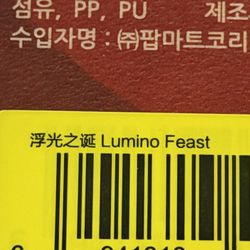 섬유, PP, PU 제조
수입자명 : ㈜팝마트코리
浮光之诞 Lumino Feast